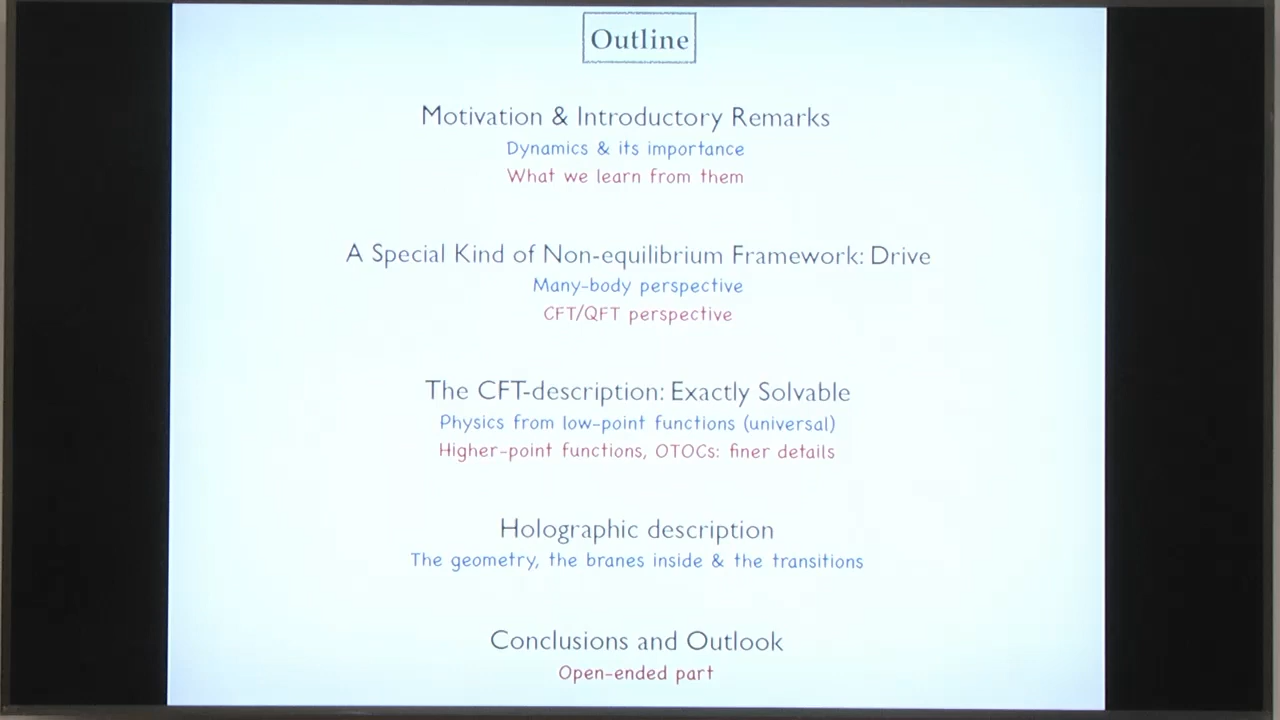 Outline
Motivation & Introductory Remarks
Dynamics & its importance
What we learn from them
A Special Kind of Non-equilibrium Framework: Drive
Many-body perspective
CFT/QFT perspective
The CFT-description: Exactly Solvable
Physics from low-point functions (universal)
Higher-point functions, OTOCs: finer details
Holographic description
The geometry, the branes inside & the transitions
Conclusions and Outlook
Open-ended part